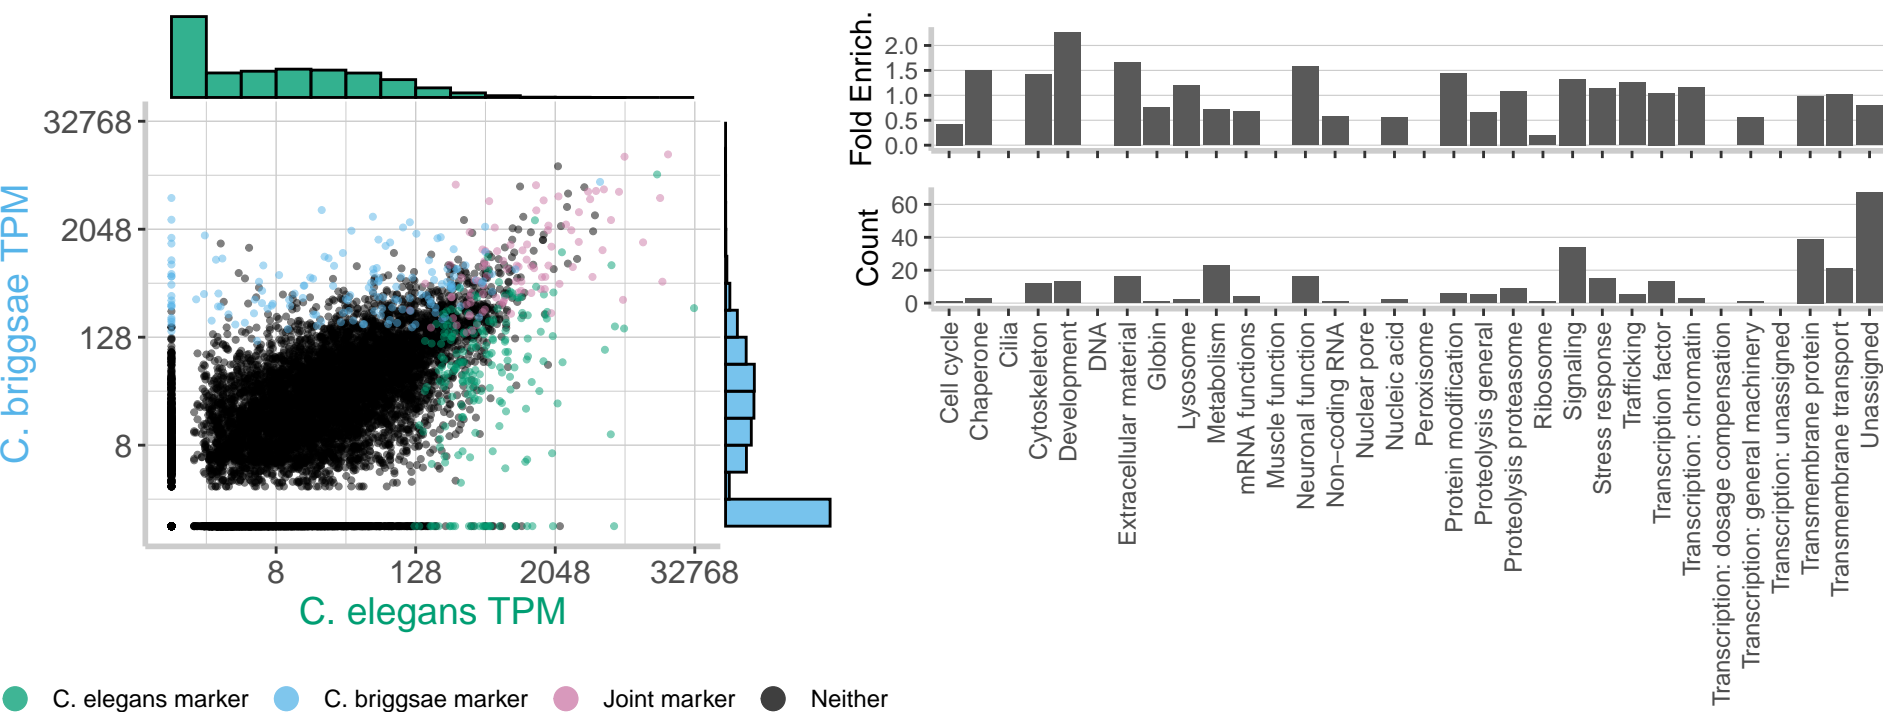 32768
2048
128
8
C. briggsae TPM
8
128
2048
32768
C. elegans TPM
C. elegans marker
C. briggsae marker
Joint marker
Neither
Fold Enrich.
2.0
1.5
1.0
0.5
0.0
Count
60
40
20
0
Cell cycle
Chaperone
Cilia
Cytoskeleton
Development
DNA
Extracellular material
Globin
Lysosome
Metabolism
mRNA functions
Muscle function
Neuronal function
Non−coding RNA
Nuclear pore
Nucleic acid
Peroxisome
Protein modification
Proteolysis general
Proteolysis proteasome
Ribosome
Signaling
Stress response
Trafficking
Transcription factor
Transcription: chromatin
Transcription: dosage compensation
Transcription: general machinery
Transcription: unassigned
Transmembrane protein
Transmembrane transport
Unassigned